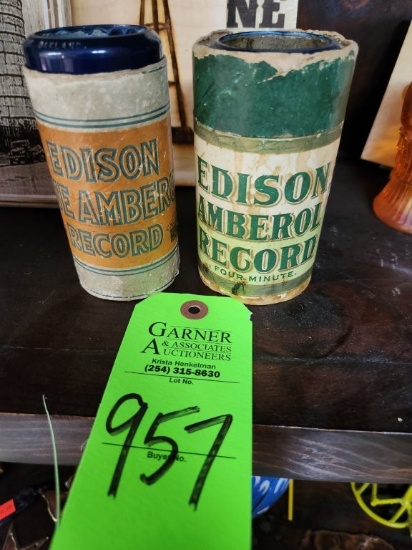 NE
EDISON
AMBEROL
RECORD
EDISON
AMBEROL
RECORD
FOUR-MINUTE.
GARNER
& ASSOCIATES
AUCTIONEERS
Krista Henkelman
(254) 315-8630
Lot No.
957
Buyer No.